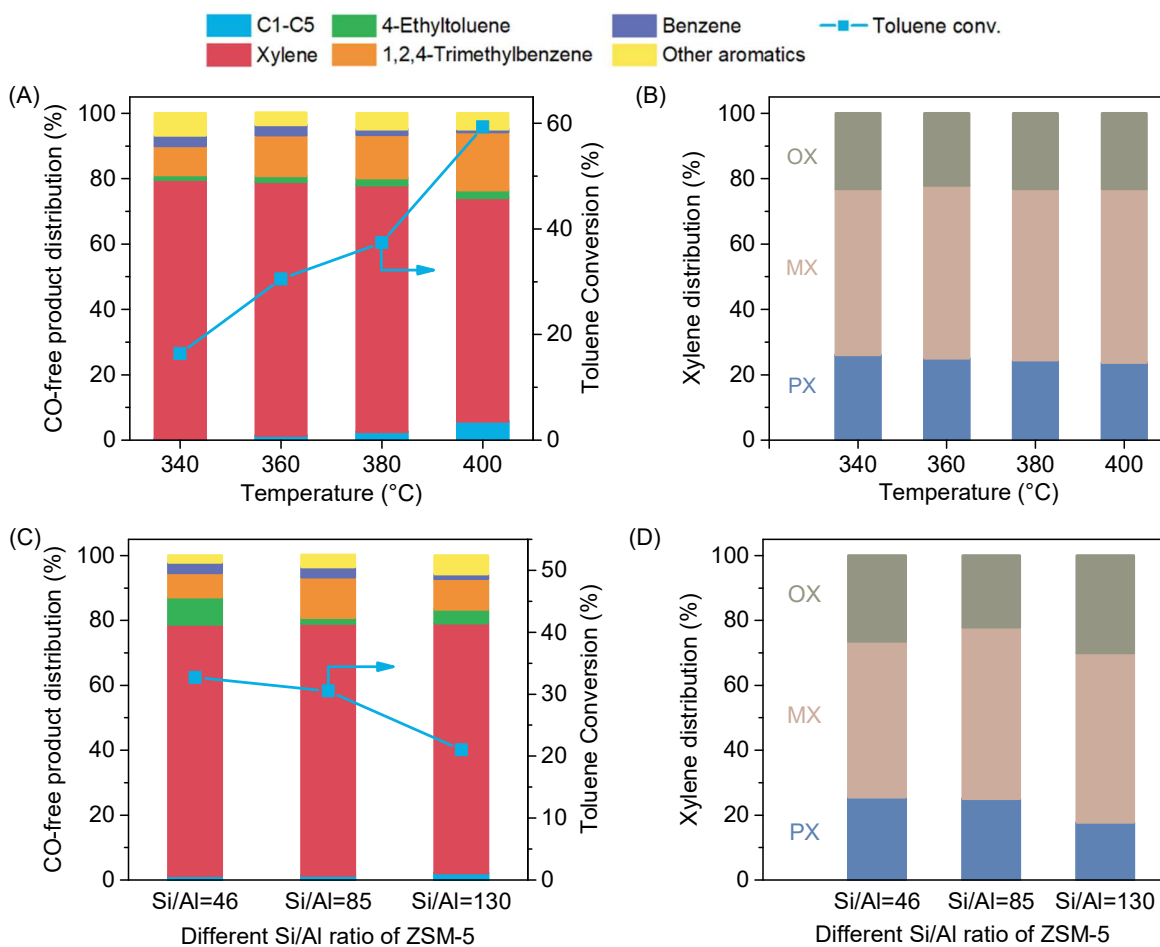 C1-C5
4-Ethyltoluene
Benzene
Toluene conv.
Xylene
1,2,4-Trimethylbenzene
Other aromatics
(A)
CO-free product distribution (%)
100
80
60
40
20
0
60
40
20
0
Toluene Conversion (%)
340 360 380 400
Temperature (°C)
(B)
Xylene distribution (%)
100
80
60
40
20
0
OX
MX
PX
340 360 380 400
Temperature (°C)
(C)
CO-free product distribution (%)
100
80
60
40
20
0
50
40
30
20
10
0
Toluene Conversion (%)
Si/Al=46 Si/Al=85 Si/Al=130
Different Si/Al ratio of ZSM-5
(D)
Xylene distribution (%)
100
80
60
40
20
0
OX
MX
PX
Si/Al=46 Si/Al=85 Si/Al=130
Different Si/Al ratio of ZSM-5